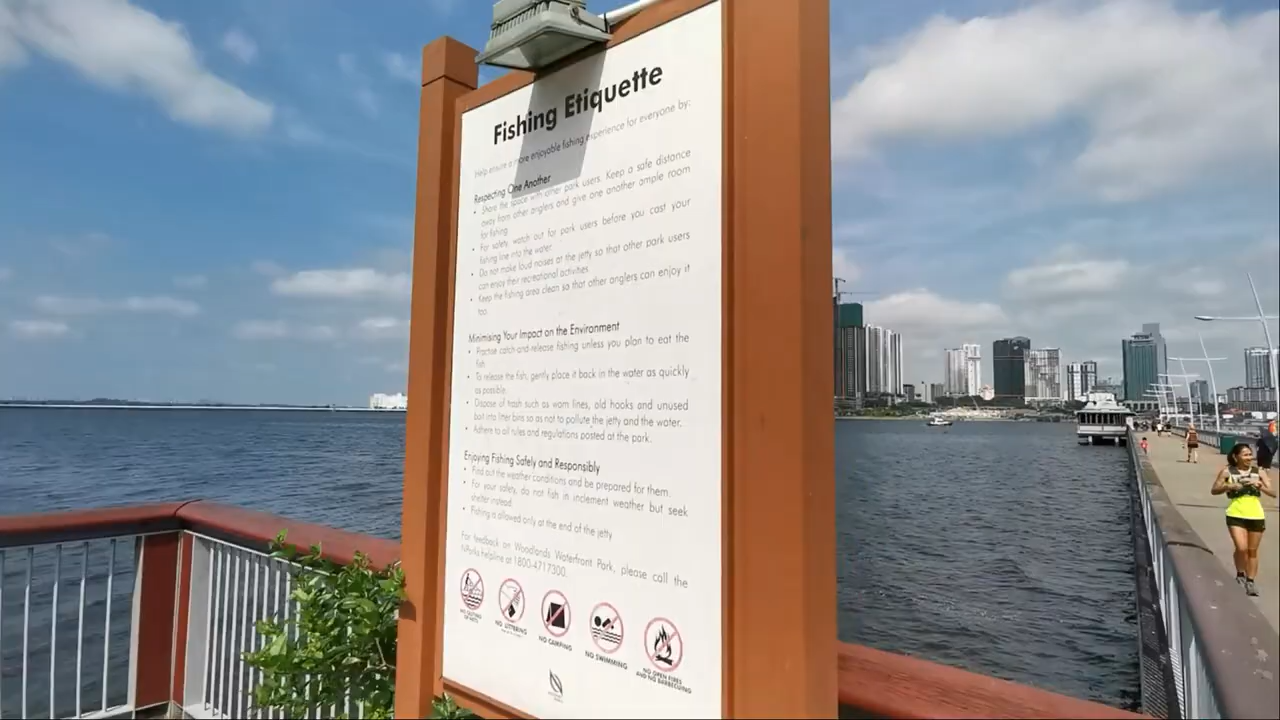 Fishing Etiquette
Help ensure a more enjoyable fishing experience for everyone by:
Respecting One Another
• Share the space with other park users. Keep a safe distance
away from other anglers and give one another ample room
for fishing.
• For safety, watch out for park users before you cast your
fishing line into the water.
• Do not make loud noises at the jetty so that other park users
can enjoy their recreational activities.
• Keep the fishing area clean so that other anglers can enjoy it
too.
Minimising Your Impact on the Environment
• Practise catch-and-release fishing unless you plan to eat the
fish.
• To release the fish, gently place it back in the water as quickly
as possible.
• Dispose of trash such as worn lines, old hooks and unused
bait into litter bins so as not to pollute the jetty and the water.
• Adhere to all rules and regulations posted at the park.
Enjoying Fishing Safely and Responsibly
• Find out the weather conditions and be prepared for them.
• For your safety, do not fish in inclement weather but seek
shelter instead.
• Fishing is allowed only at the end of the jetty
For feedback on Woodlands Waterfront Park, please call the
NParks helpline at 1800-4717300.
NO CASTING
OF NETS
NO LITTERING
NO CAMPING
NO SWIMMING
NO OPEN FIRES
AND NO BARBECUING